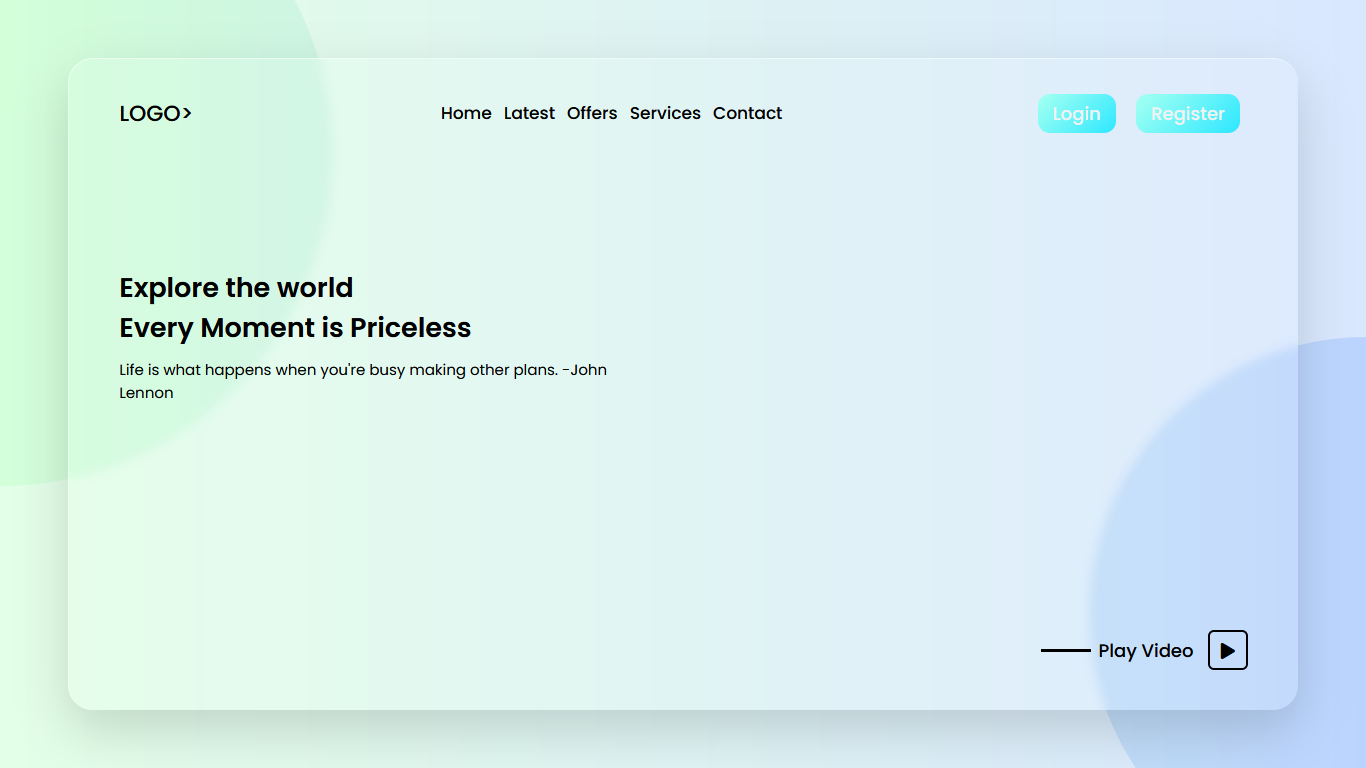 LOGO>
Home Latest Offers Services Contact
Login
Register
Explore the world
Every Moment is Priceless
Life is what happens when you're busy making other plans. -John
Lennon
Play Video